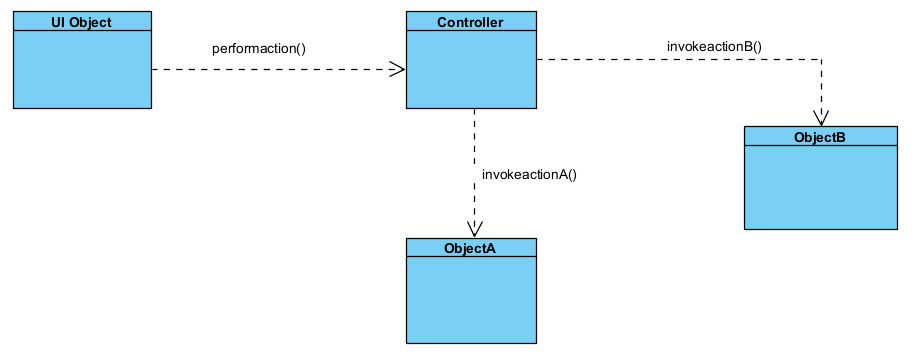 UI Object
Controller
performaction()
invokeactionB()
ObjectB
invokeactionA()
ObjectA